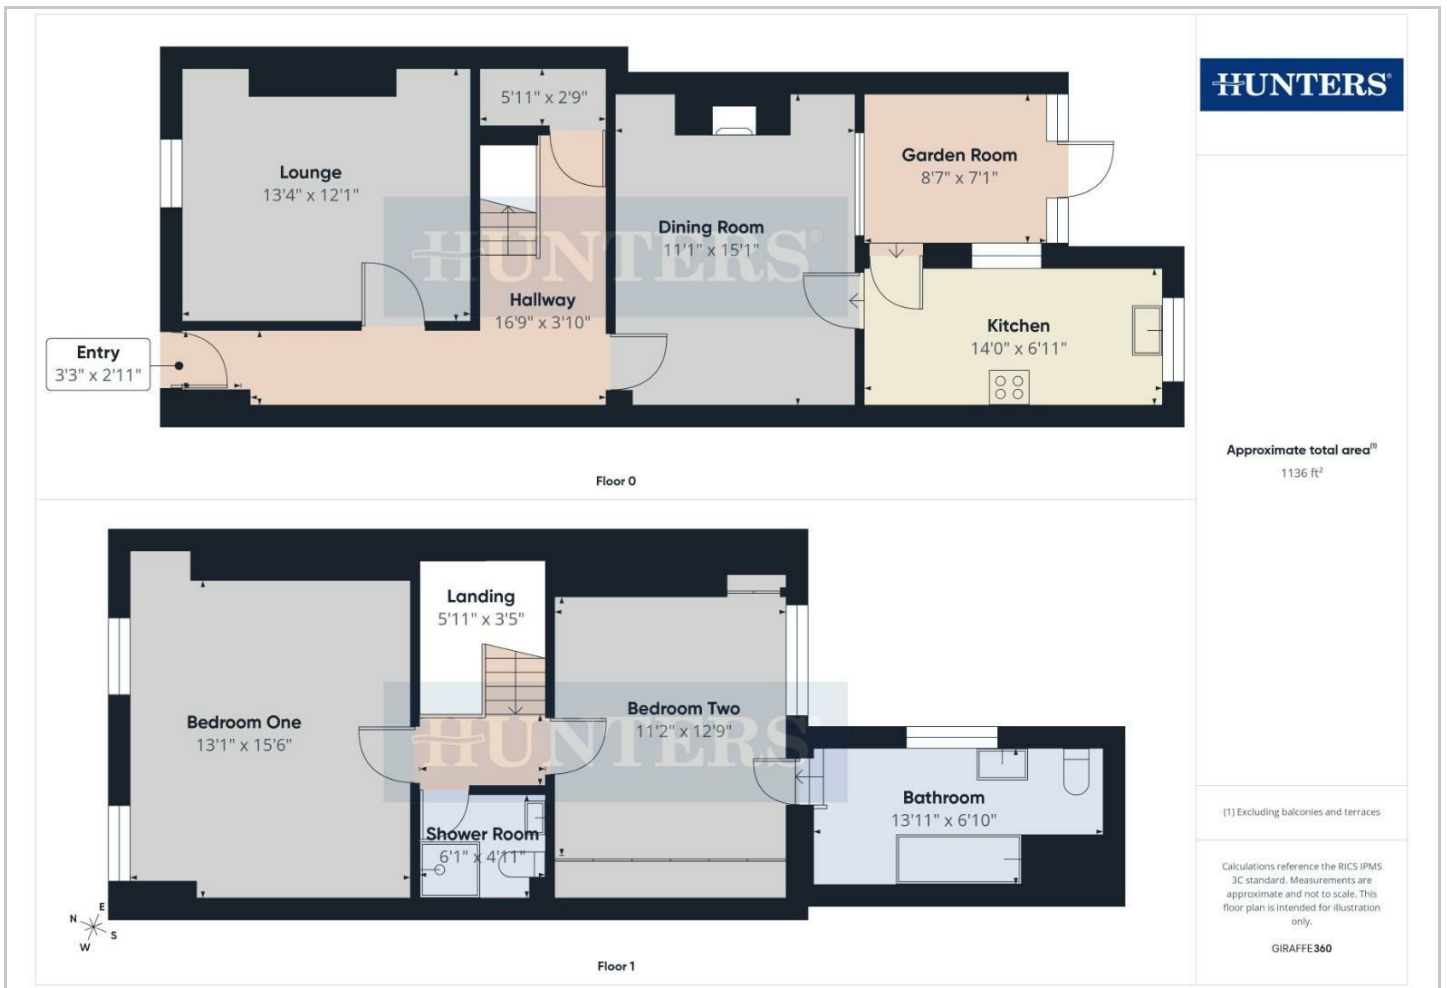 HUNTERS®
5'11" x 2'9"
Lounge
13'4" x 12'1"
Garden Room
8'7" x 7'1"
Dining Room
11'1" x 15'1"
HUNTERS®
Hallway
16'9" x 3'10"
Kitchen
14'0" x 6'11"
Entry
3'3" x 2'11"
Floor 0
Approximate total area⁽¹⁾
1136 ft²
Landing
5'11" x 3'5"
Bedroom One
13'1" x 15'6"
Bedroom Two
11'2" x 12'9"
HUNTERS®
Shower Room
6'1" x 4'11"
Bathroom
13'11" x 6'10"
N E
W S
Floor 1
(1) Excluding balconies and terraces
Calculations reference the RICS IPMS
3C standard. Measurements are
approximate and not to scale. This
floor plan is intended for illustration
only.
GIRAFFE360